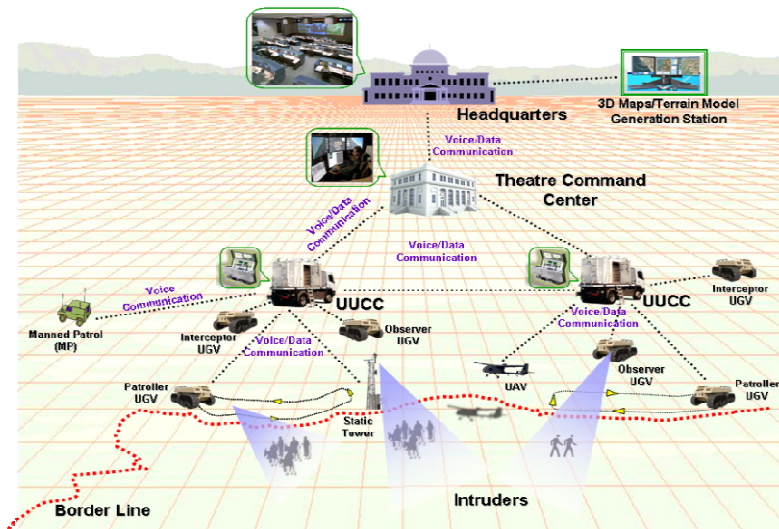 Headquarters
3D Maps/Terrain Model
Generation Station
Voice/Data
Communication
Theatre Command
Center
Voice/Data
Communication
Voice/Data
Communication
Voice
Communication
UUCC
UUCC
Interceptor
UGV
Manned Patrol
(MP)
Interceptor
UGV
Observer
UGV
Voice/Data
Communication
Voice/Data
Communication
Patroller
UGV
Static
Tower
UAV
Observer
UGV
Patroller
UGV
Border Line
Intruders